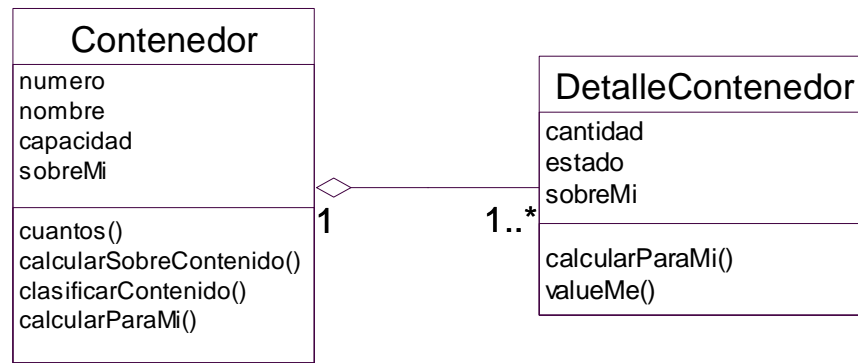 Contenedor
numero
nombre
capacidad
sobreMi
cuantos()
calcularSobreContenido()
clasificarContenido()
calcularParaMi()
1
1..*
DetalleContenedor
cantidad
estado
sobreMi
calcularParaMi()
valueMe()